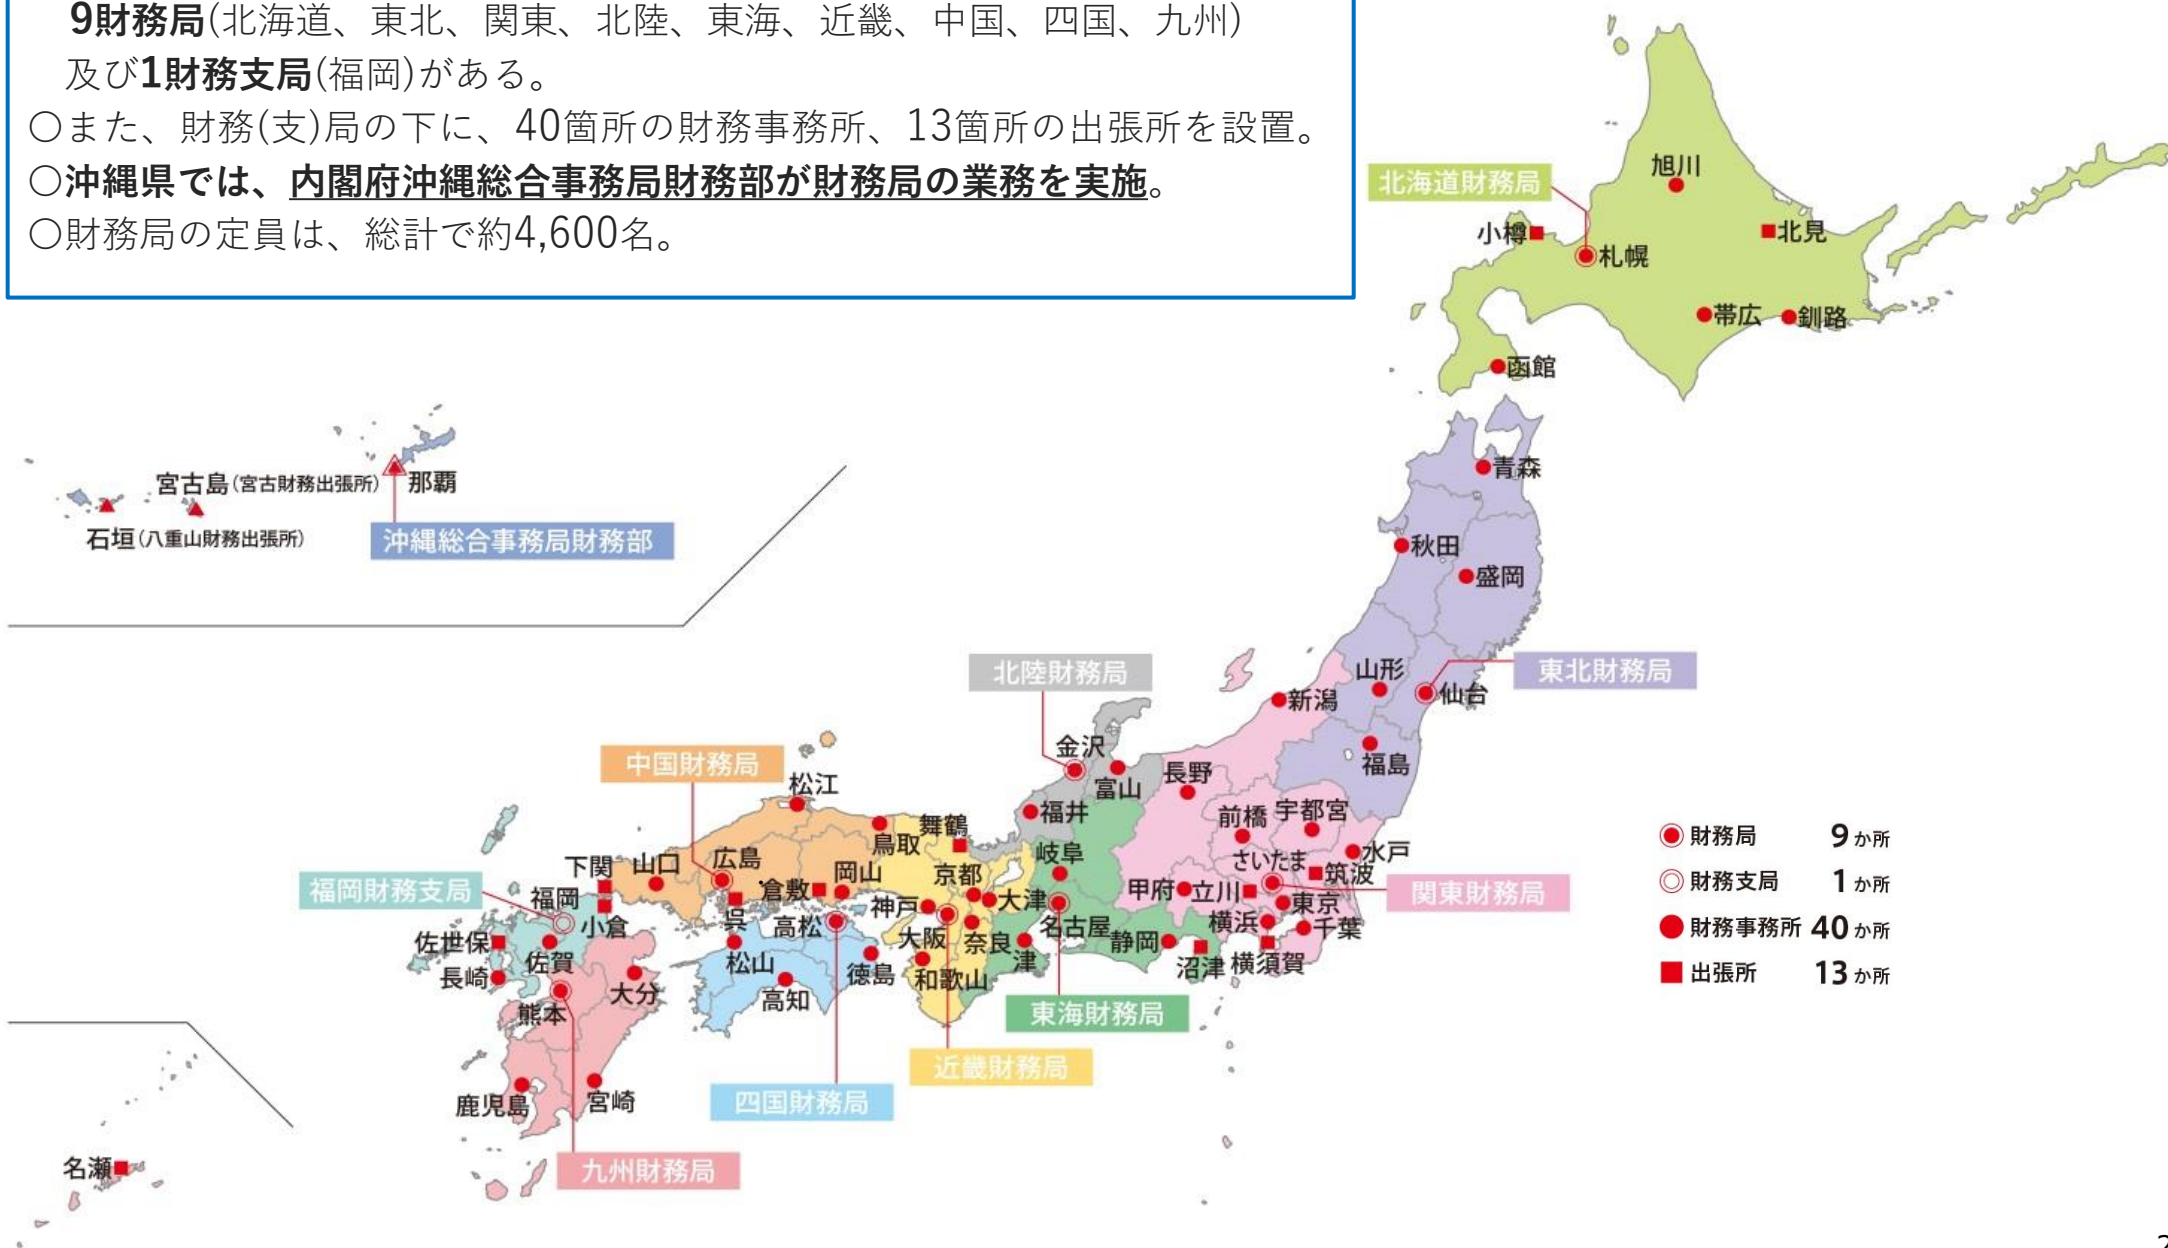 9財務局(北海道、東北、関東、北陸、東海、近畿、中国、四国、九州)
及び1財務支局(福岡)がある。
○また、財務(支)局の下に、40箇所の財務事務所、13箇所の出張所を設置。
○沖縄県では、内閣府沖縄総合事務局財務部が財務局の業務を実施。
○財務局の定員は、総計で約4,600名。
北海道財務局
旭川
小樽
北見
札幌
帯広
釧路
函館
宮古島(宮古財務出張所)
那覇
石垣(八重山財務出張所)
沖縄総合事務局財務部
青森
秋田
盛岡
北陸財務局
山形
東北財務局
仙台
新潟
福島
金沢
富山
長野
福井
中国財務局
松江
鳥取
舞鶴
前橋
宇都宮
岐阜
さいたま
水戸
筑波
下関
山口
広島
岡山
倉敷
京都
大津
甲府
立川
関東財務局
東京
福岡財務支局
福岡
小倉
呉
高松
神戸
大阪
奈良
名古屋
津
静岡
沼津
横浜
千葉
横須賀
佐世保
佐賀
長崎
大分
熊本
松山
高知
徳島
和歌山
東海財務局
近畿財務局
四国財務局
鹿児島
宮崎
九州財務局
名瀬
財務局 9か所
財務支局 1か所
財務事務所 40か所
出張所 13か所